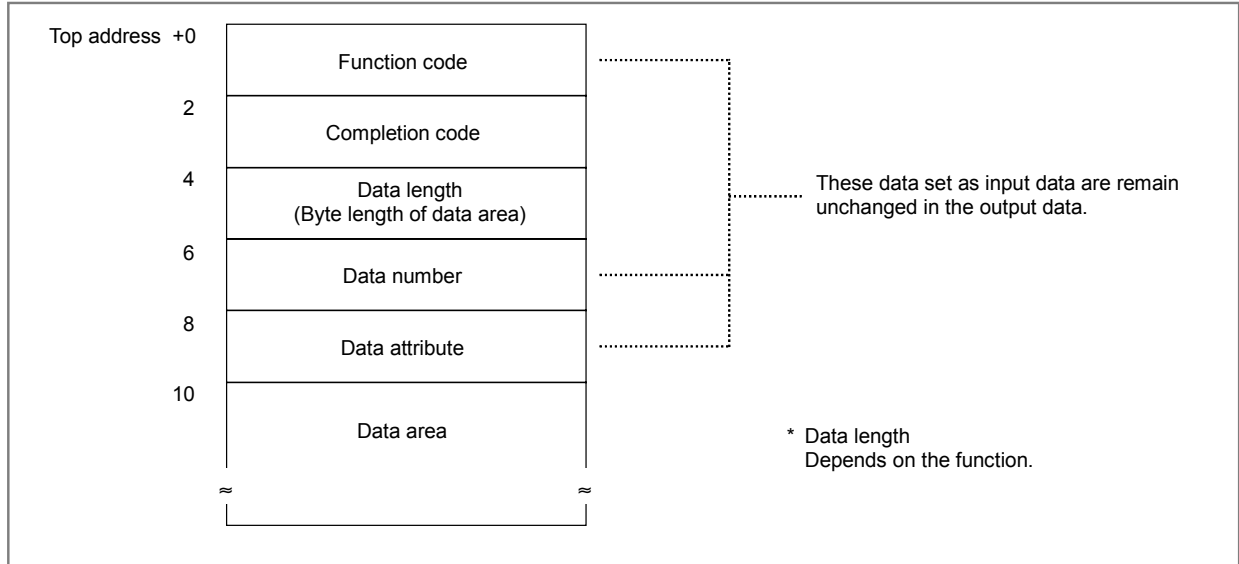 Top address +0
Function code
2
Completion code
4
Data length
(Byte length of data area)
These data set as input data are remain
unchanged in the output data.
6
Data number
8
Data attribute
10
Data area
* Data length
Depends on the function.
≈ ≈